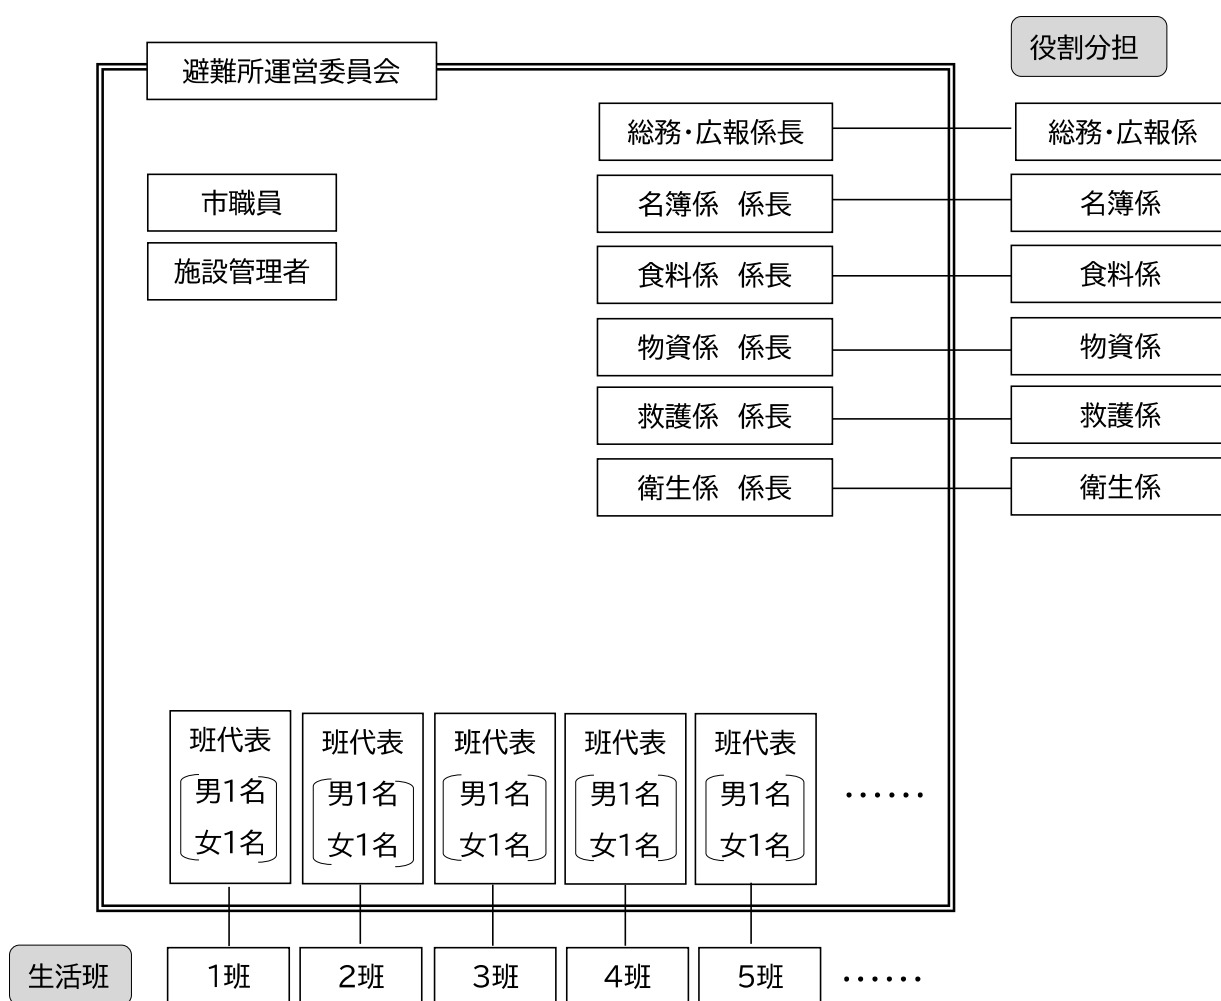 役割分担
避難所運営委員会
総務・広報係長
総務・広報係
市職員
名簿係　係長
名簿係
施設管理者
食料係　係長
食料係
物資係　係長
物資係
救護係　係長
救護係
衛生係　係長
衛生係
班代表
男1名
女1名
班代表
男1名
女1名
班代表
男1名
女1名
班代表
男1名
女1名
班代表
男1名
女1名
……
生活班
1班
2班
3班
4班
5班
……